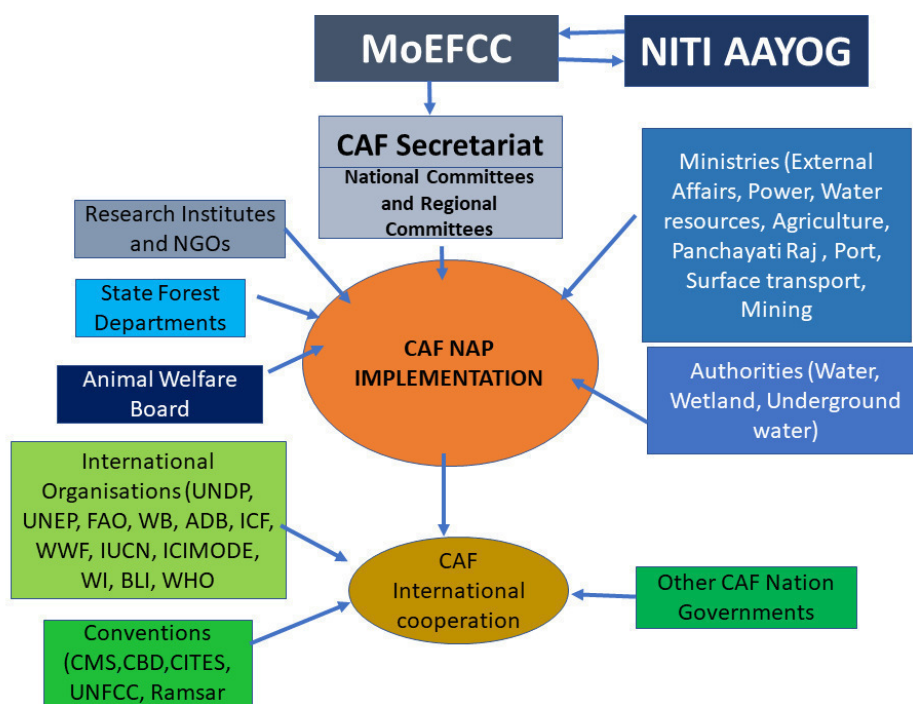 MoEFCC
NITI AAYOG
CAF Secretariat
National Committees
and Regional
Committees
Ministries (External
Affairs, Power, Water
resources, Agriculture,
Panchayati Raj , Port,
Surface transport,
Mining
Research Institutes
and NGOs
State Forest
Departments
Animal Welfare
Board
CAF NAP
IMPLEMENTATION
Authorities (Water,
Wetland, Underground
water)
International
Organisations (UNDP,
UNEP, FAO, WB, ADB, ICF,
WWF, IUCN, ICIMODE,
WI, BLI, WHO
CAF
International
cooperation
Other CAF Nation
Governments
Conventions
(CMS,CBD,CITES,
UNFCC, Ramsar